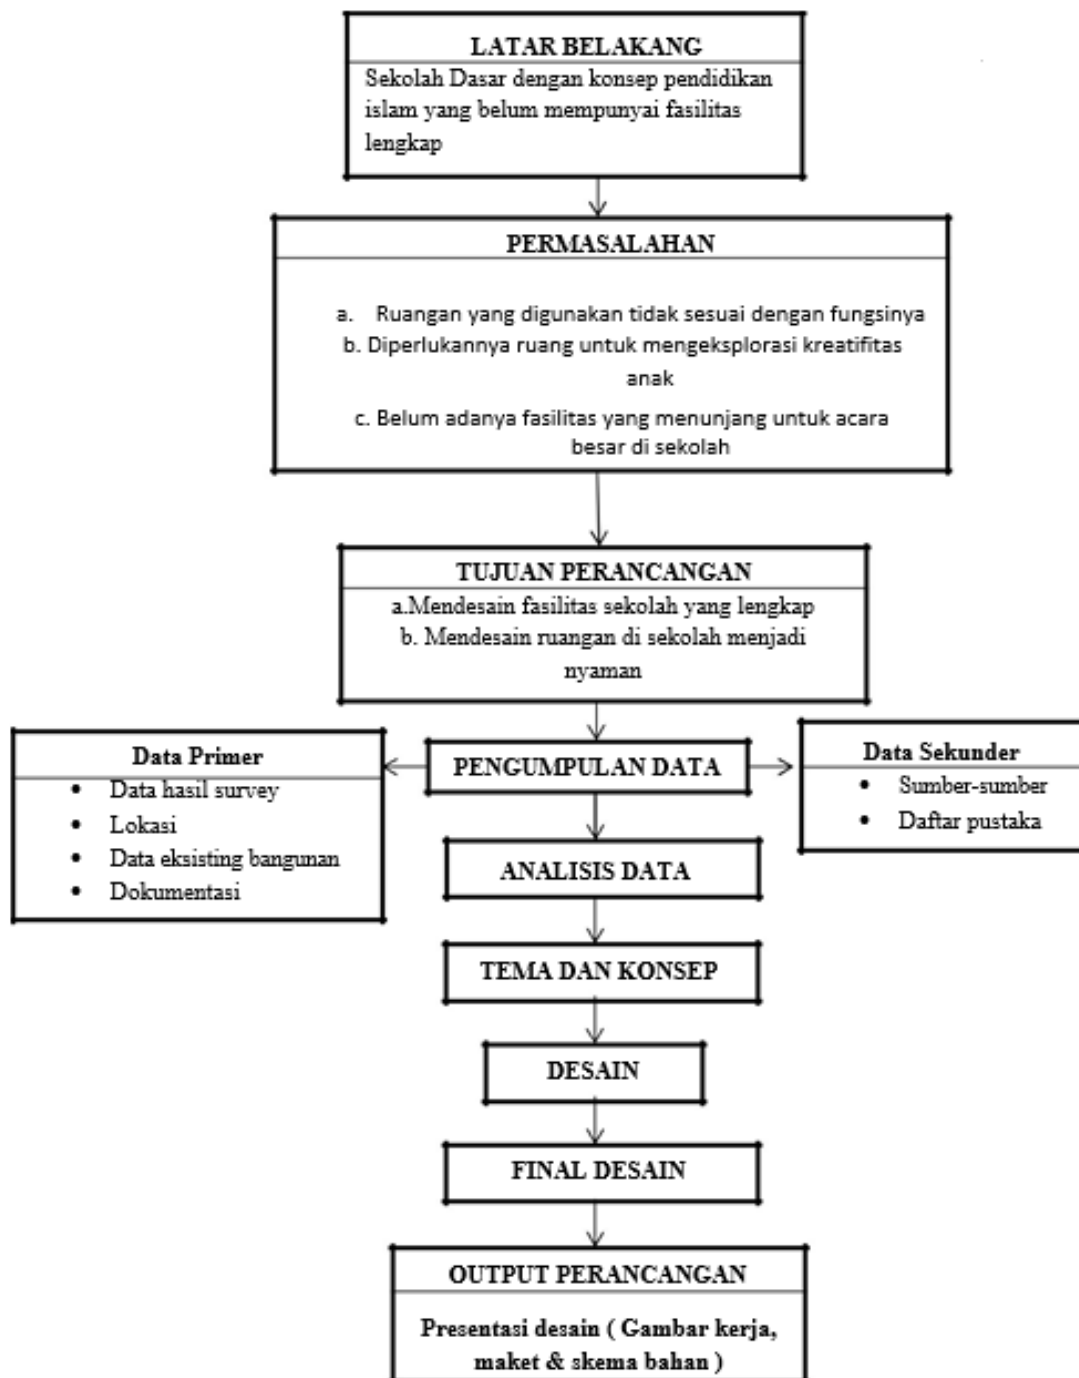 LATAR BELAKANG
Sekolah Dasar dengan konsep pendidikan
islam yang belum mempunyai fasilitas
lengkap
PERMASALAHAN
a. Ruangan yang digunakan tidak sesuai dengan fungsinya
b. Diperlukannya ruang untuk mengeksplorasi kreatifitas
anak
c. Belum adanya fasilitas yang menunjang untuk acara
besar di sekolah
TUJUAN PERANCANGAN
a.Mendesain fasilitas sekolah yang lengkap
b. Mendesain ruangan di sekolah menjadi
nyaman
PENGUMPULAN DATA
Data Primer
• Data hasil survey
• Lokasi
• Data eksisting bangunan
• Dokumentasi
Data Sekunder
• Sumber-sumber
• Daftar pustaka
ANALISIS DATA
TEMA DAN KONSEP
DESAIN
FINAL DESAIN
OUTPUT PERANCANGAN
Presentasi desain ( Gambar kerja,
maket & skema bahan )